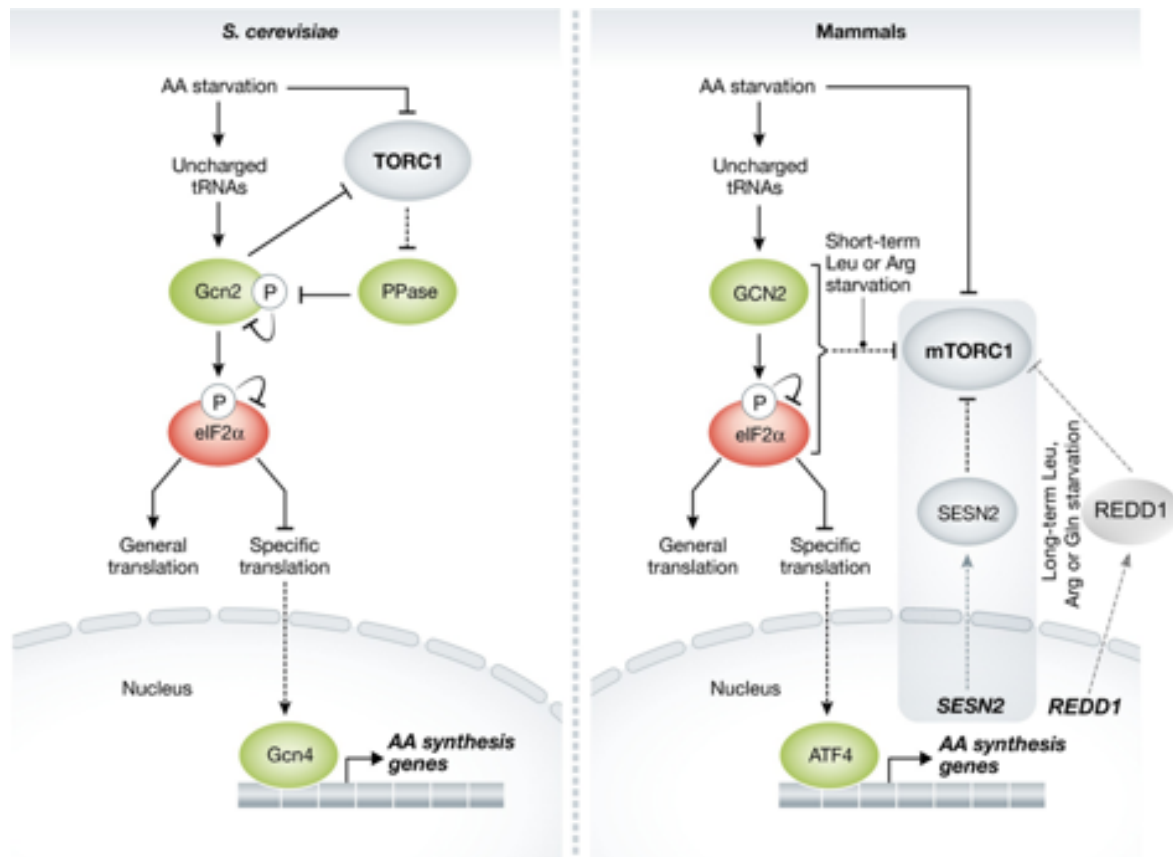 S. cerevisiae
AA starvation
Uncharged
tRNAs
TORC1
Gcn2
P
PPase
P
eIF2α
General
translation
Specific
translation
Nucleus
Gcn4
AA synthesis
genes
Mammals
AA starvation
Uncharged
tRNAs
Short-term
Leu or Arg
starvation
GCN2
mTORC1
P
eIF2α
SESN2
Long-term Leu,
Arg or Gln starvation
REDD1
General
translation
Specific
translation
Nucleus
SESN2
REDD1
ATF4
AA synthesis
genes